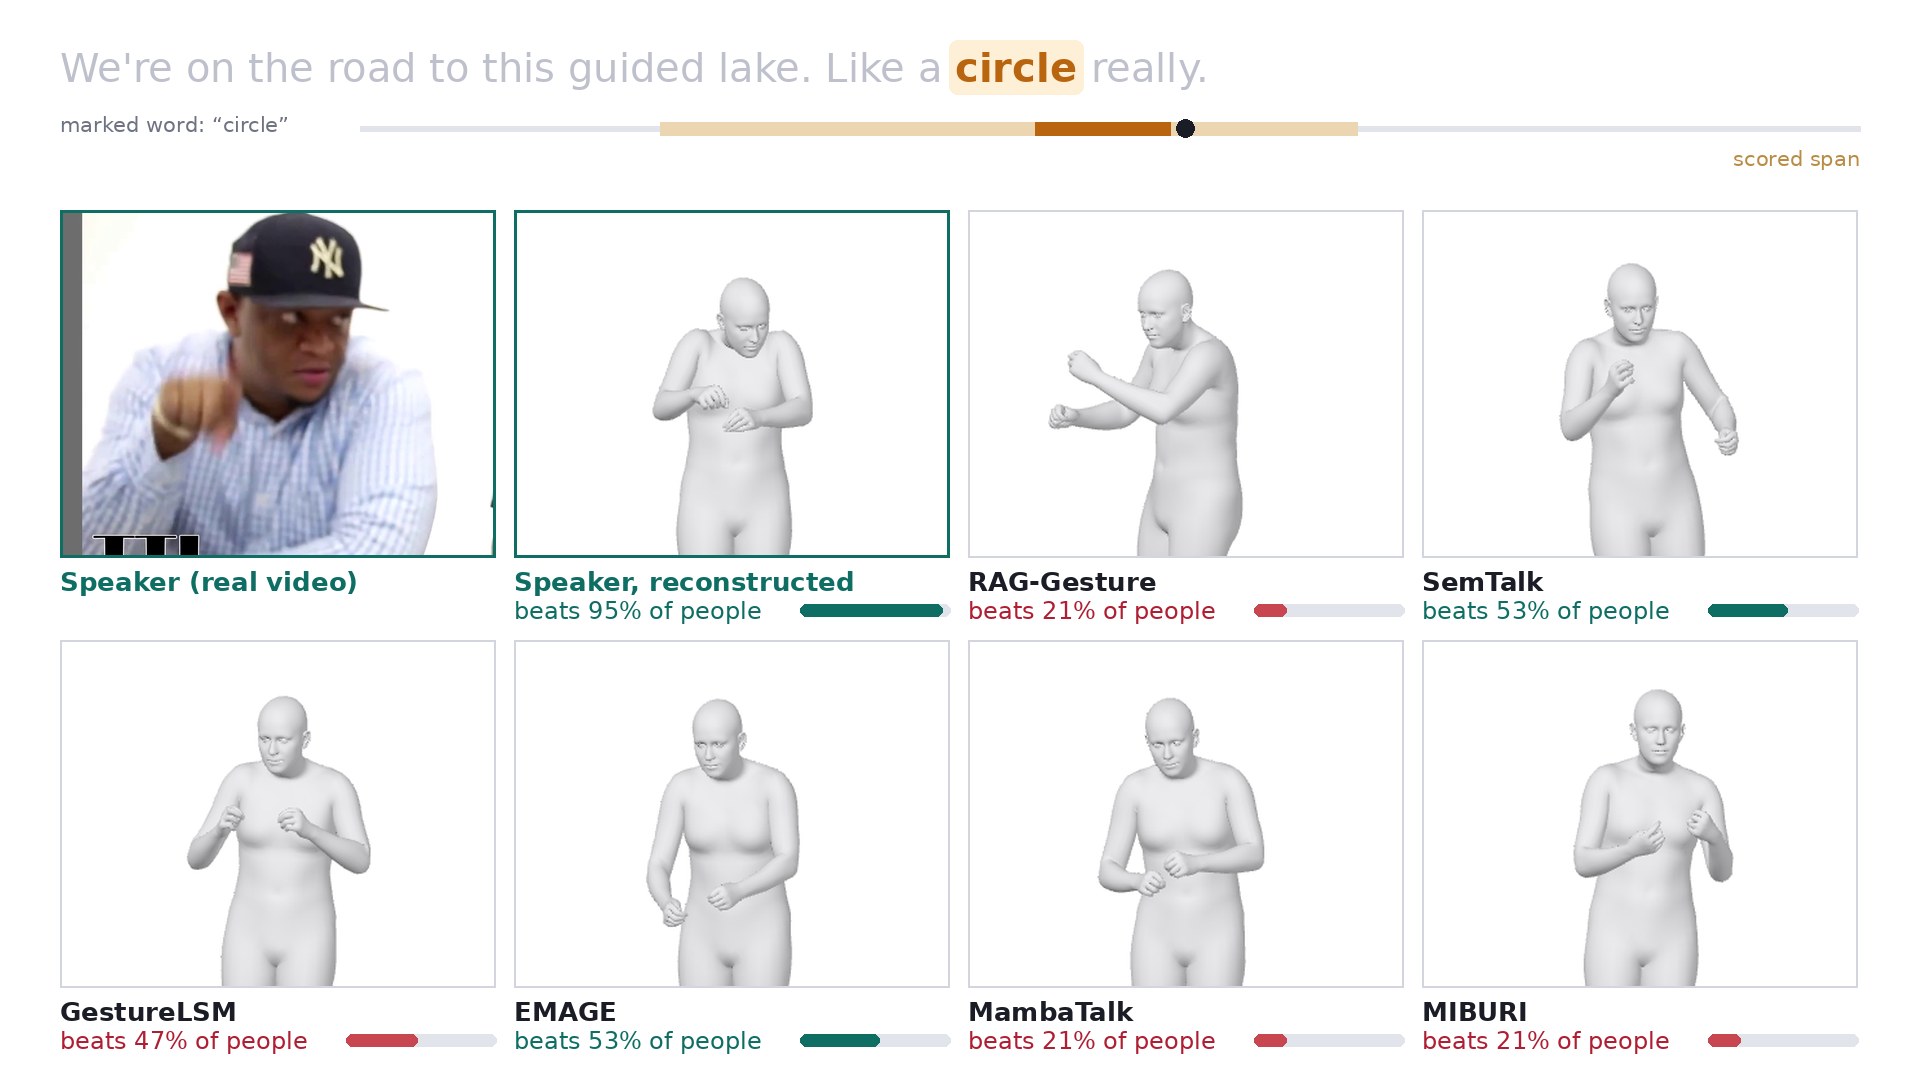 We're on the road to this guided lake. Like a circle really.
marked word: “circle”
scored span
NY
Speaker (real video)
Speaker, reconstructed
beats 95% of people
RAG-Gesture
beats 21% of people
SemTalk
beats 53% of people
GestureLSM
beats 47% of people
EMAGE
beats 53% of people
MambaTalk
beats 21% of people
MIBURI
beats 21% of people